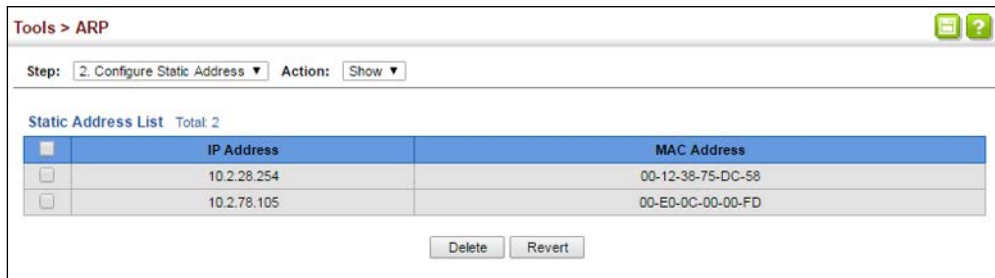 Tools > ARP
?
Step: 2. Configure Static Address ▼ Action: Show ▼
Static Address List Total: 2
IP Address MAC Address
10.2.28.254 00-12-38-75-DC-58
10.2.78.105 00-E0-0C-00-00-FD
Delete Revert